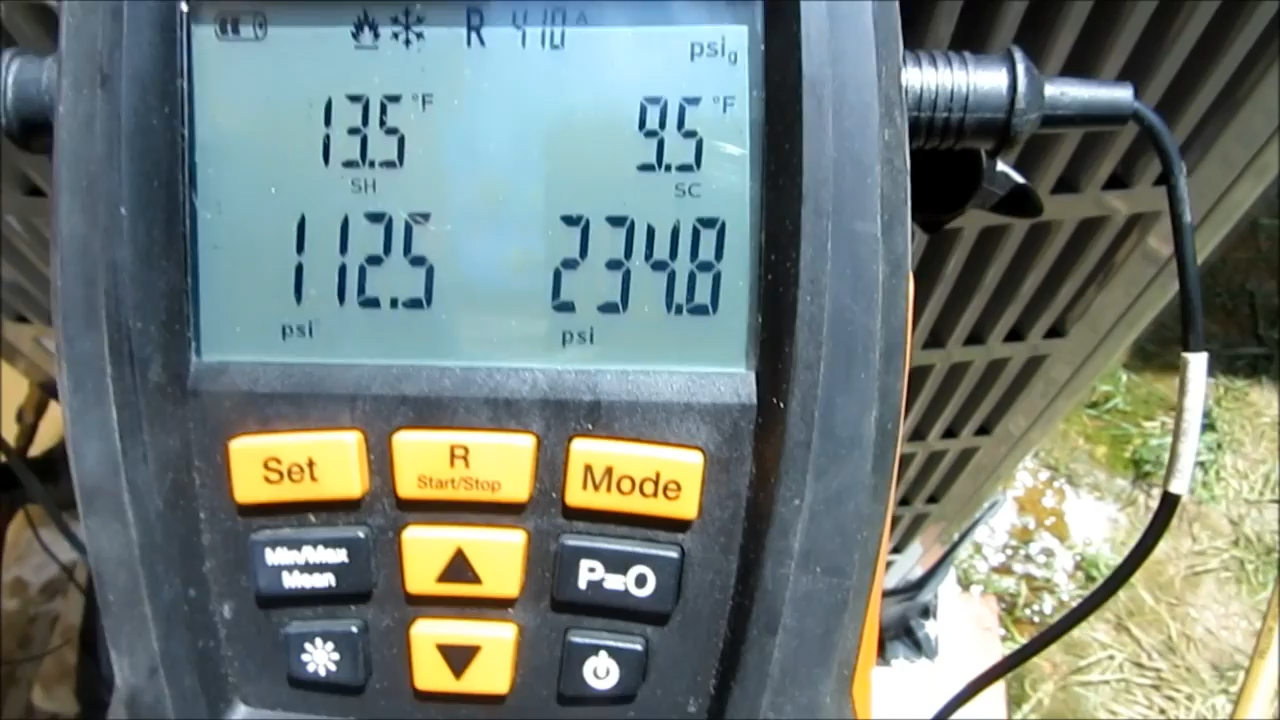 R 410A
psig
13.5 °F
9.5 °F
SH
SC
112.5
234.8
psi
psi
Set
R
Start/Stop
Mode
Min/Max
Mean
P=O